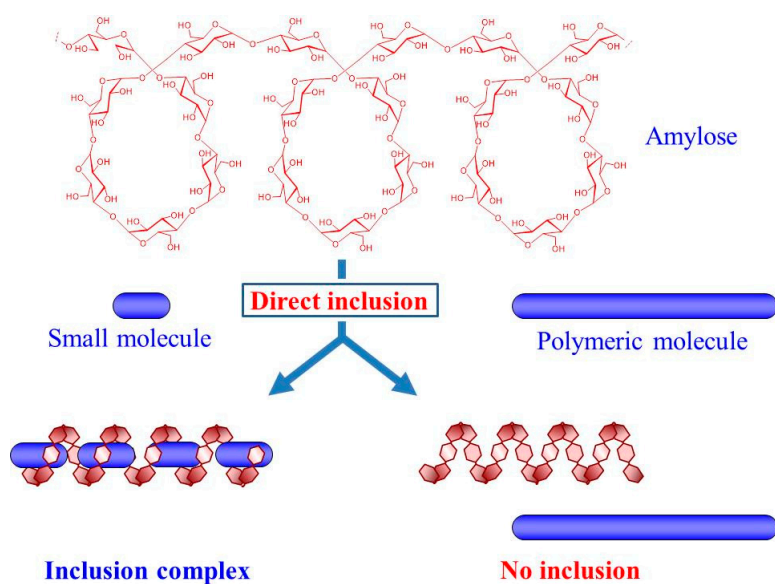 Amylose
Direct inclusion
Small molecule
Polymeric molecule
Inclusion complex
No inclusion